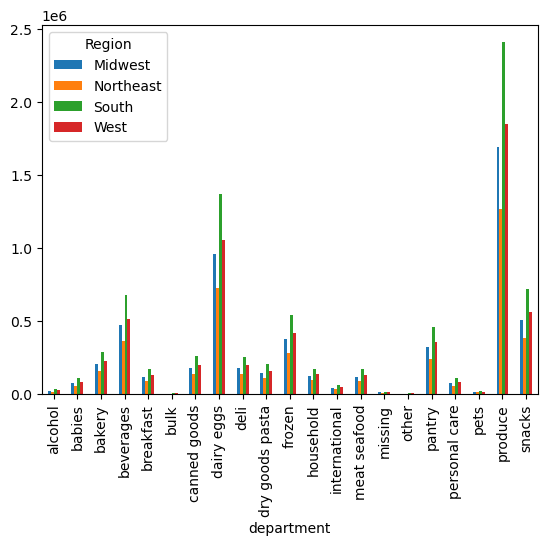 1e6
2.5
2.0
1.5
1.0
0.5
0.0
Region
Midwest
Northeast
South
West
alcohol
babies
bakery
beverages
breakfast
bulk
canned goods
dairy eggs
deli
dry goods pasta
frozen
household
international
meat seafood
missing
other
pantry
personal care
pets
produce
snacks
department